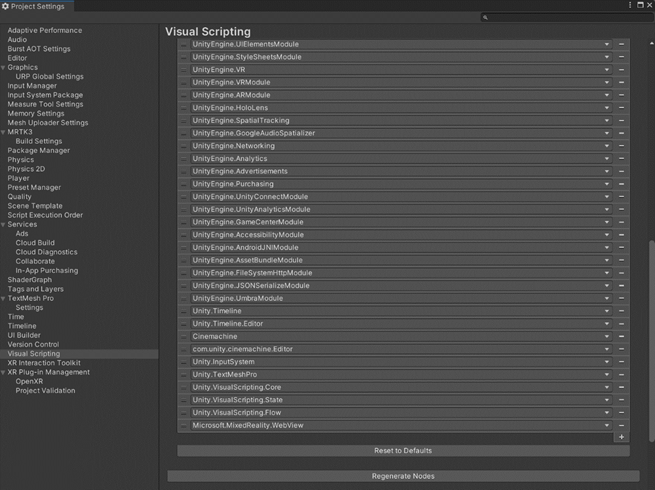 Project Settings
Adaptive Performance
Audio
Burst AOT Settings
Editor
Graphics
URP Global Settings
Input Manager
Input System Package
Measure Tool Settings
Memory Settings
Mesh Uploader Settings
MRTK3
Build Settings
Package Manager
Physics
Physics 2D
Player
Preset Manager
Quality
Scene Template
Script Execution Order
Services
Ads
Cloud Build
Cloud Diagnostics
Collaborate
In-App Purchasing
ShaderGraph
Tags and Layers
TextMesh Pro
Settings
Time
Timeline
UI Builder
Version Control
Visual Scripting
XR Interaction Toolkit
XR Plug-in Management
OpenXR
Project Validation
Visual Scripting
UnityEngine.UIElementsModule
UnityEngine.StyleSheetsModule
UnityEngine.VR
UnityEngine.VRModule
UnityEngine.ARModule
UnityEngine.HoloLens
UnityEngine.SpatialTracking
UnityEngine.GoogleAudioSpatializer
UnityEngine.Networking
UnityEngine.Analytics
UnityEngine.Advertisements
UnityEngine.Purchasing
UnityEngine.UnityConnectModule
UnityEngine.UnityAnalyticsModule
UnityEngine.GameCenterModule
UnityEngine.AccessibilityModule
UnityEngine.AndroidJNIModule
UnityEngine.AssetBundleModule
UnityEngine.FileSystemHttpModule
UnityEngine.JSONSerializeModule
UnityEngine.UmbraModule
Unity.Timeline
Unity.Timeline.Editor
Cinemachine
com.unity.cinemachine.Editor
Unity.InputSystem
Unity.TextMeshPro
Unity.VisualScripting.Core
Unity.VisualScripting.State
Unity.VisualScripting.Flow
Microsoft.MixedReality.WebView
Reset to Defaults
Regenerate Nodes